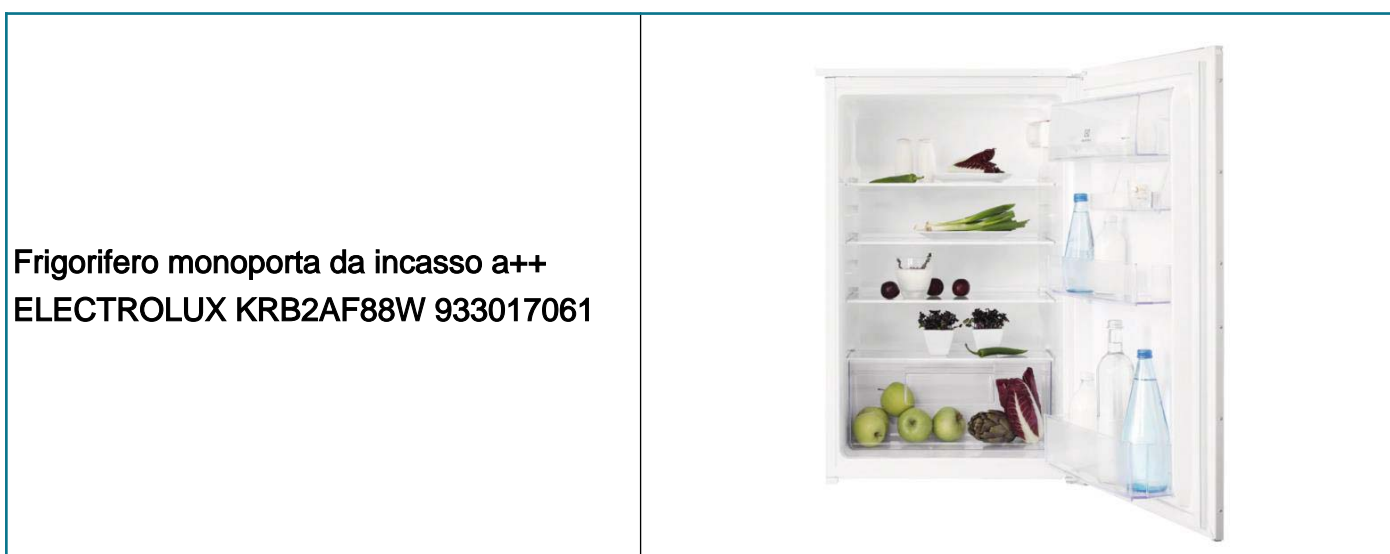 Frigorifero monoporta da incasso a++
ELECTROLUX KRB2AF88W 933017061